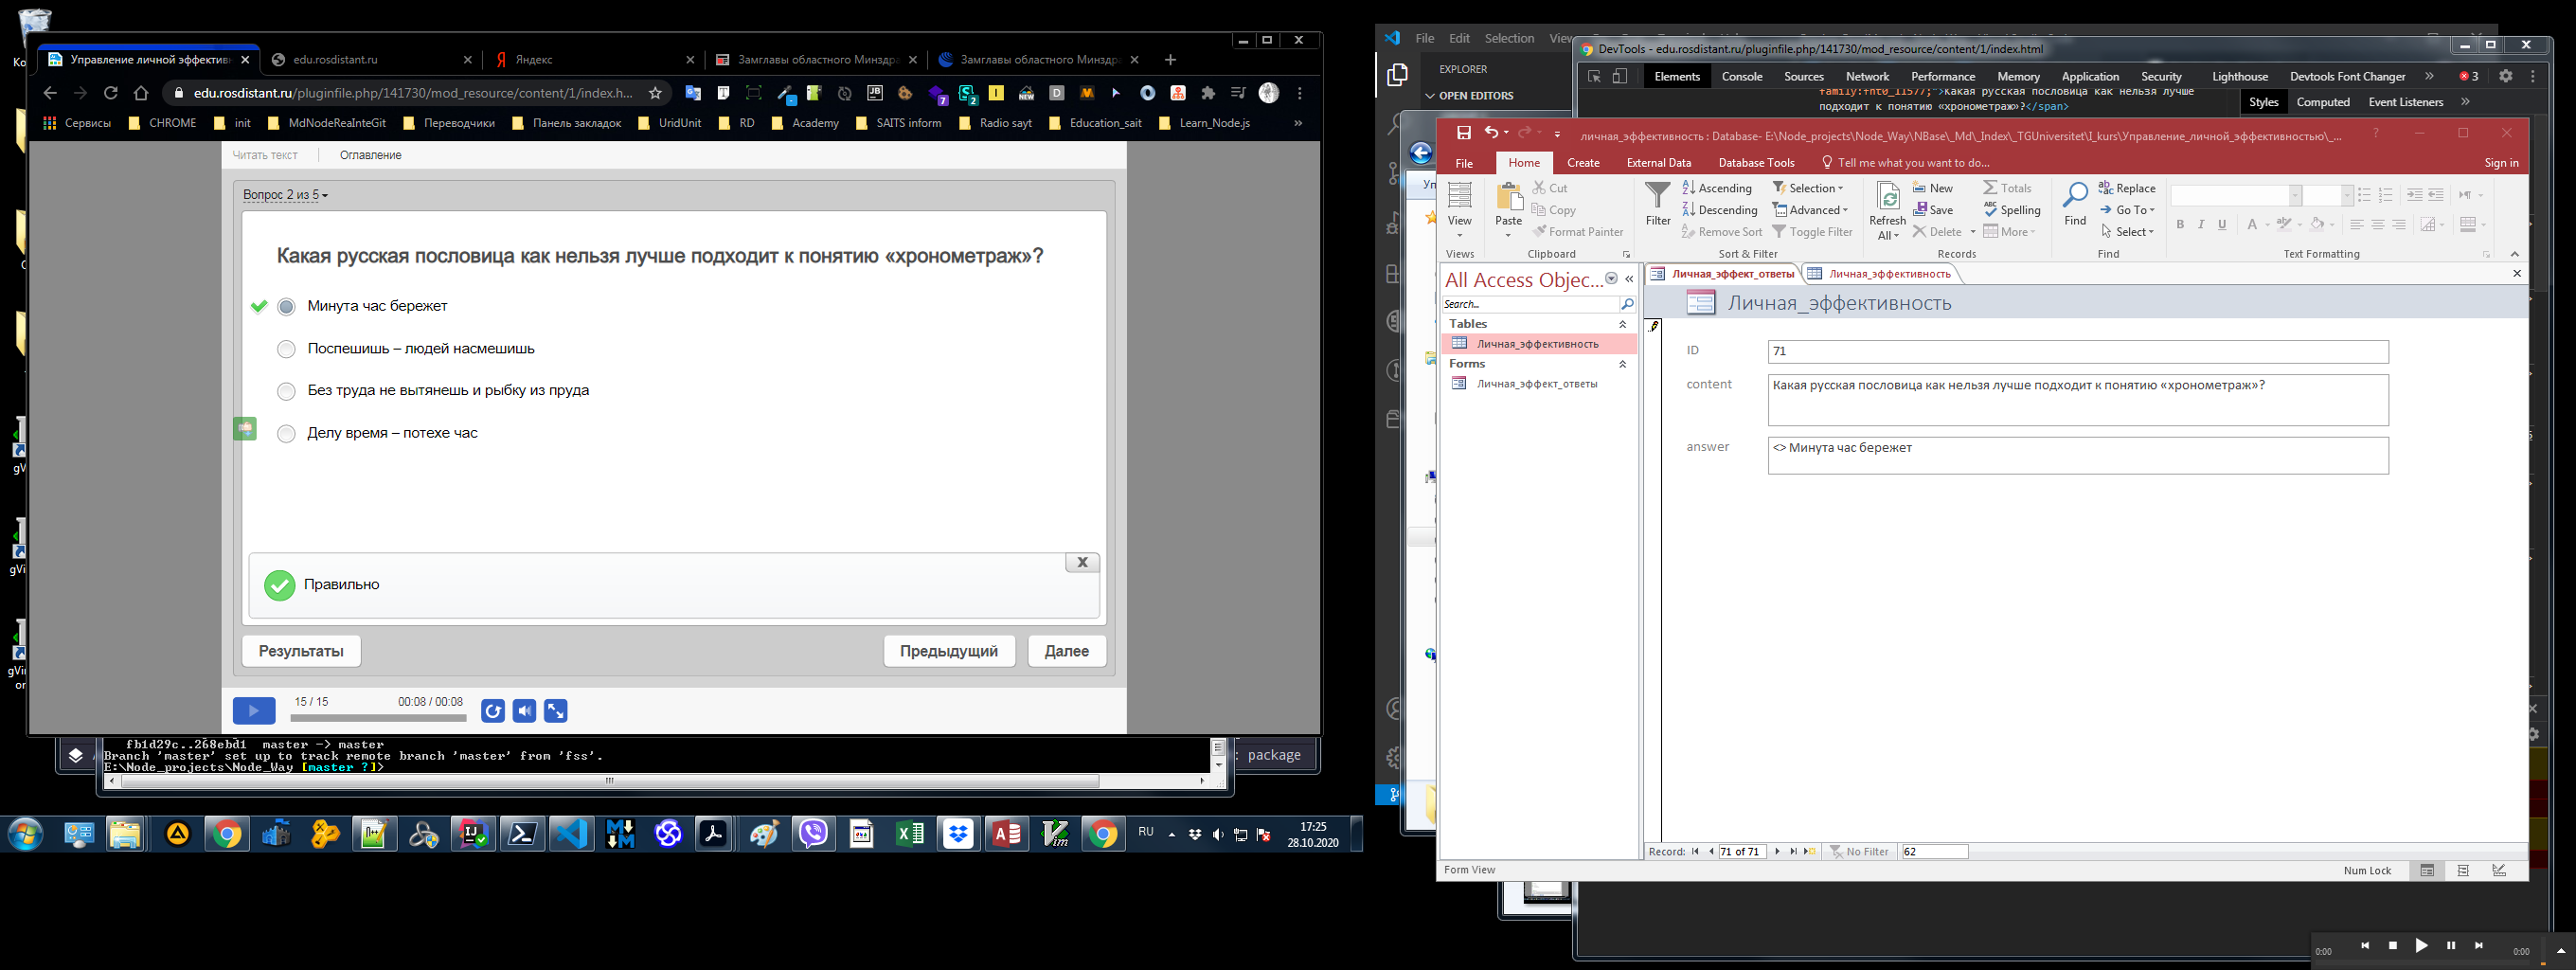 Управление личной эффектив
edu.rosdistant.ru
Яндекс
Замглавы областного Минздра
Замглавы областного Минздра
edu.rosdistant.ru/pluginfile.php/141730/mod_resource/content/1/index.h...
Сервисы CHROME init MdNodeReaInteGit Переводчики Панель закладок UridUnit RD Academy SAITS inform Radio sayt Education_sait Learn_Node.js »
Читать текст Оглавление
Вопрос 2 из 5
Какая русская пословица как нельзя лучше подходит к понятию «хронометраж»?
Минута час бережет
Поспешишь – людей насмешишь
Без труда не вытянешь и рыбку из пруда
Делу время – потехе час
Правильно
Результаты Предыдущий Далее
15 / 15 00:08 / 00:08
fb1d29c..268ebd1 master -> master
Branch 'master' set up to track remote branch 'master' from 'fss'.
E:\Node_projects\Node_Way [master ?]>
: package
RU 17:25
28.10.2020
File Edit Selection
EXPLORER
OPEN EDITORS
DevTools - edu.rosdistant.ru/pluginfile.php/141730/mod_resource/content/1/index.html
Elements Console Sources Network Performance Memory Application Security Lighthouse Devtools Font Changer » 3
family:fnt0_11577;">Какая русская пословица как нельзя лучше
подходит к понятию «хронометраж»?</span>
Styles Computed Event Listeners »
личная_эффективность : Database- E:\Node_projects\Node_Way\NBase\_Md\_Index\_TGUniversitet\I_kurs\Управление_личной_эффективностью\_...
File Home Create External Data Database Tools Tell me what you want to do... Sign in
View Paste Cut Copy Format Painter
Filter Ascending Descending Remove Sort Selection Advanced Toggle Filter
Refresh All New Save Delete Totals Spelling More
Find Replace Go To Select
Views Clipboard Sort & Filter Records Find Text Formatting
All Access Objec...
Search...
Tables
Личная_эффективность
Forms
Личная_эффект_ответы
Личная_эффект_ответы Личная_эффективность
Личная_эффективность
ID 71
content Какая русская пословица как нельзя лучше подходит к понятию «хронометраж»?
answer <> Минута час бережет
Record: 71 of 71 No Filter 62
Form View Num Lock
0:00 0:00